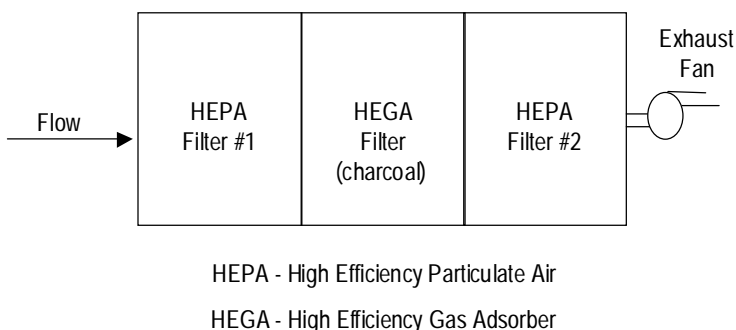 Exhaust
Fan
Flow
HEPA
Filter #1
HEGA
Filter
(charcoal)
HEPA
Filter #2
HEPA - High Efficiency Particulate Air
HEGA - High Efficiency Gas Adsorber